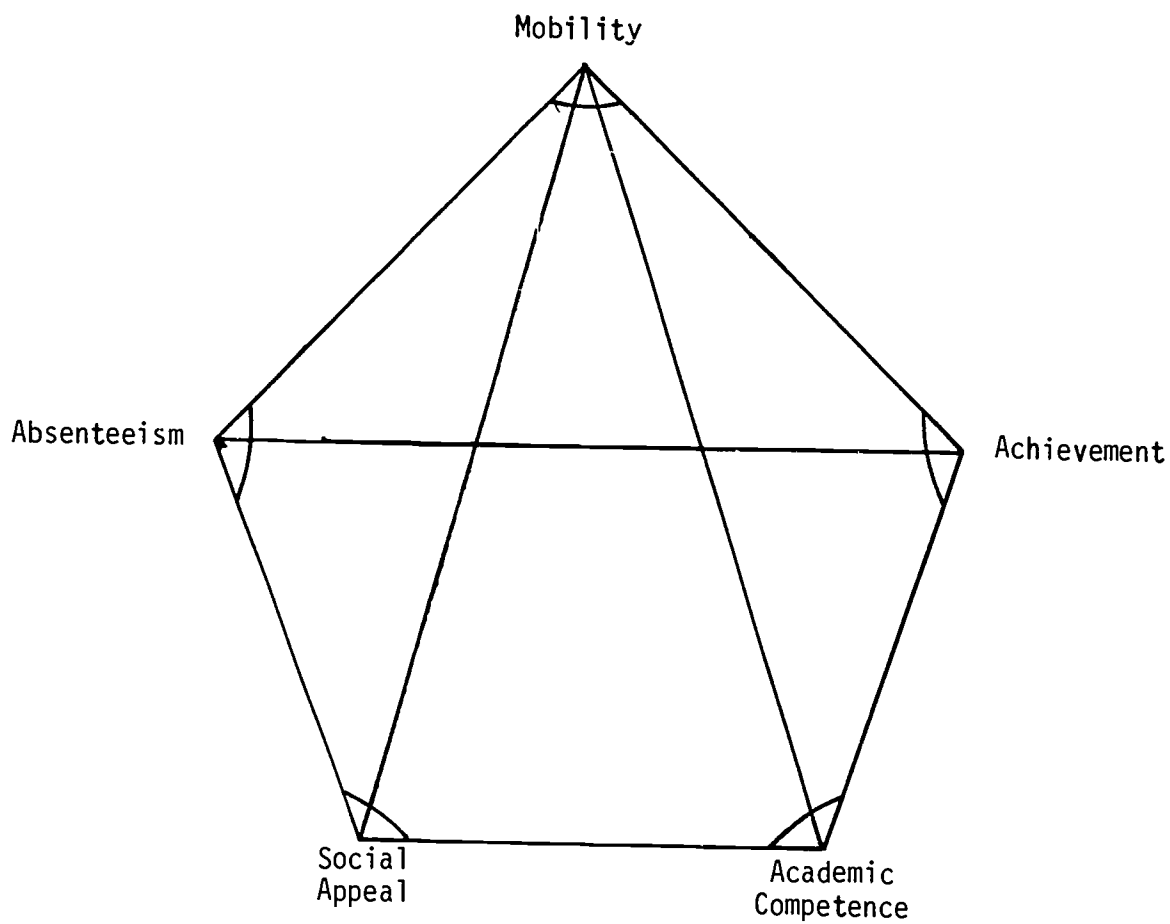 Mobility
Absenteeism
Achievement
Social
Appeal
Academic
Competence